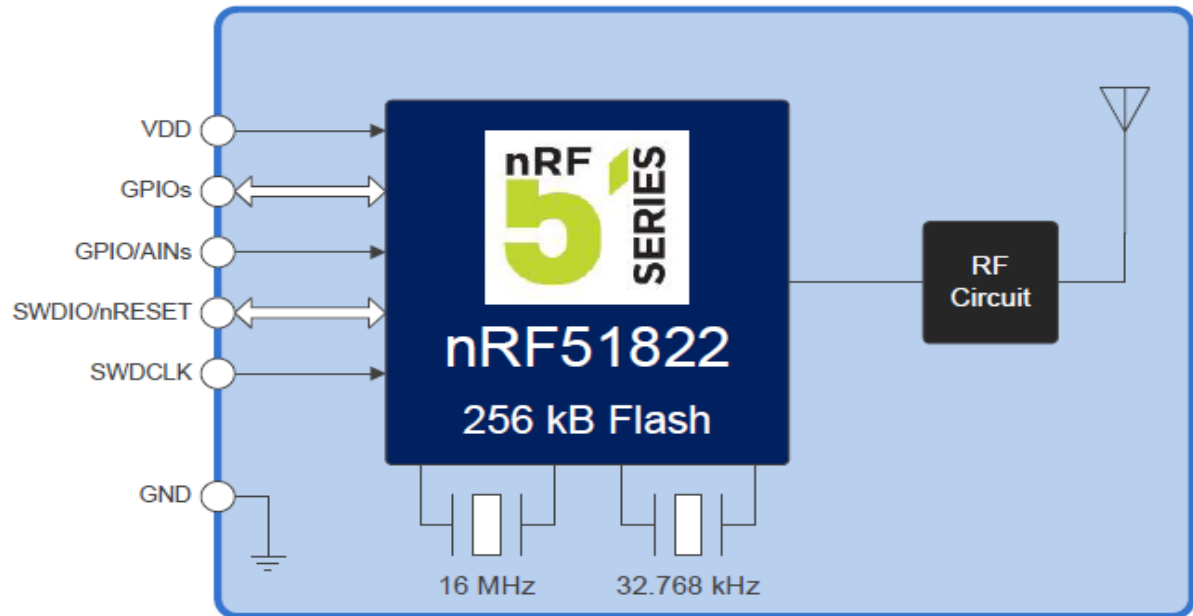 VDD
GPIOs
GPIO/AINs
SWDIO/nRESET
SWDCLK
GND
nRF
5
SERIES
nRF51822
256 kB Flash
16 MHz
32.768 kHz
RF
Circuit